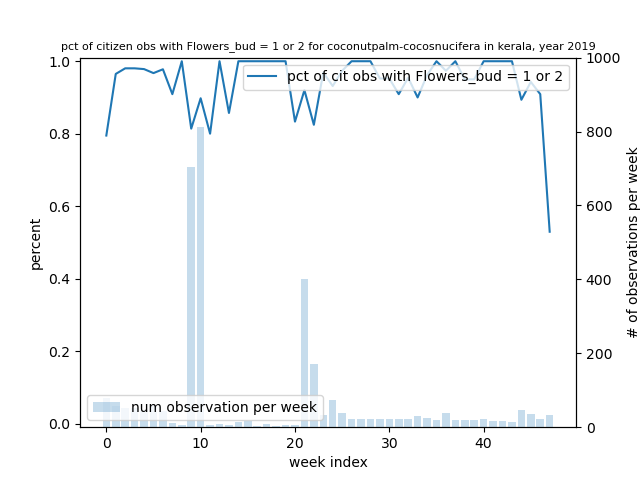 pct of citizen obs with Flowers_bud = 1 or 2 for coconutpalm-cocosnucifera in kerala, year 2019
pct of cit obs with Flowers_bud = 1 or 2
1.0
0.8
0.6
0.4
0.2
0.0
percent
1000
800
600
400
200
0
# of observations per week
num observation per week
0 10 20 30 40
week index